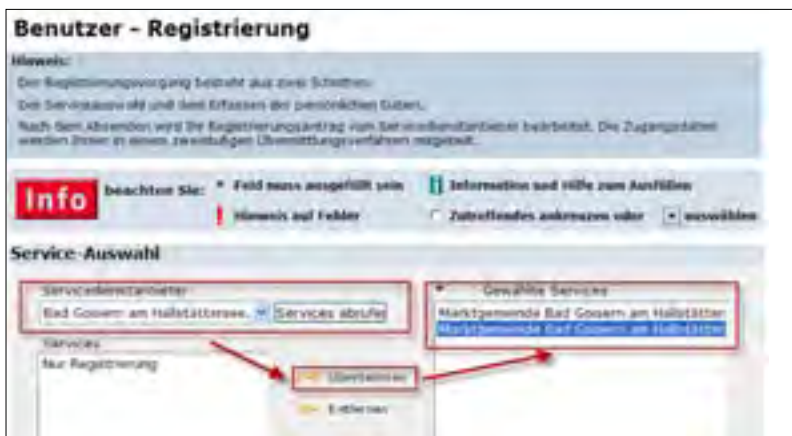 Benutzer – Registrierung
Hinweis:
Der Registrierungsvorgang besteht aus zwei Schritten:
Der Serviceauswahl und dem Erfassen der persönlichen Daten.
Nach dem Absenden wird Ihr Registrierungsantrag vom Servicedienstanbieter bearbeitet. Die Zugangsdaten
werden Ihnen in einem zweistufigen Übermittlungsverfahren mitgeteilt.
Info beachten Sie: * Feld muss ausgefüllt sein Information und Hilfe zum Ausfüllen
! Hinweis auf Fehler Zutreffendes ankreuzen oder auswählen
Service-Auswahl
Servicedienstanbieter * Gewählte Services
Bad Goisern am Hallstättersee, Services abrufen Marktgemeinde Bad Goisern am Hallstätter
Marktgemeinde Bad Goisern am Hallstätter
Services
Nur Registrierung
Übernehmen
Entfernen